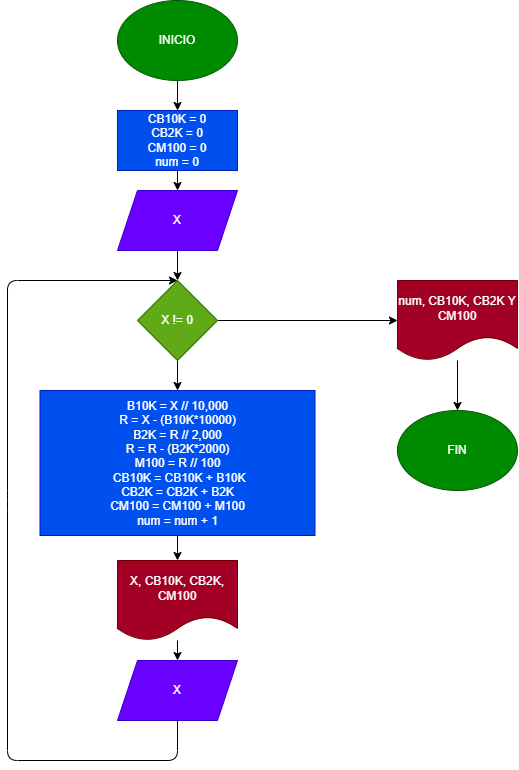 INICIO
CB10K = 0
CB2K = 0
CM100 = 0
num = 0
X
X != 0
num, CB10K, CB2K Y
CM100
FIN
B10K = X // 10,000
R = X - (B10K*10000)
B2K = R // 2,000
R = R - (B2K*2000)
M100 = R // 100
CB10K = CB10K + B10K
CB2K = CB2K + B2K
CM100 = CM100 + M100
num = num + 1
X, CB10K, CB2K,
CM100
X